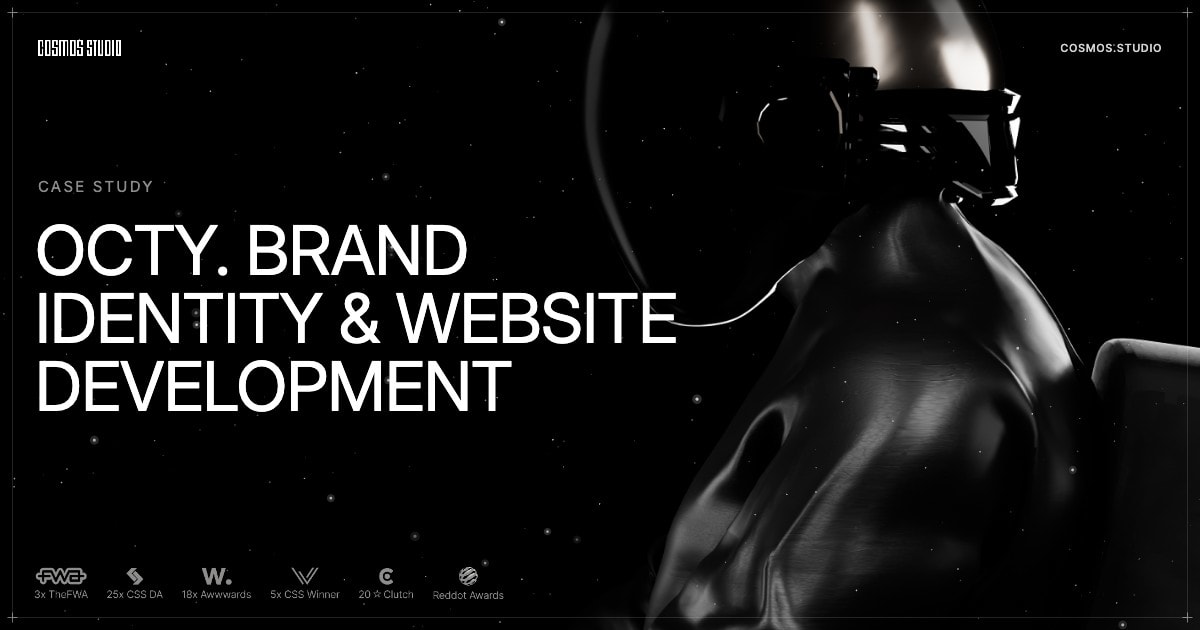 COSMOS STUDIO
COSMOS.STUDIO
CASE STUDY
OCTY. BRAND
IDENTITY & WEBSITE
DEVELOPMENT
FWA
W.
3x TheFWA
25x CSS DA
18x Awwwards
5x CSS Winner
20 ☆ Clutch
Reddot Awards